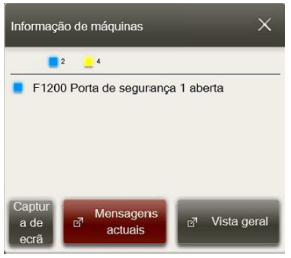 Informação de máquinas
2 4
F1200 Porta de segurança 1 aberta
Captur
a de
ecrã
Mensagens
actuais
Vista geral